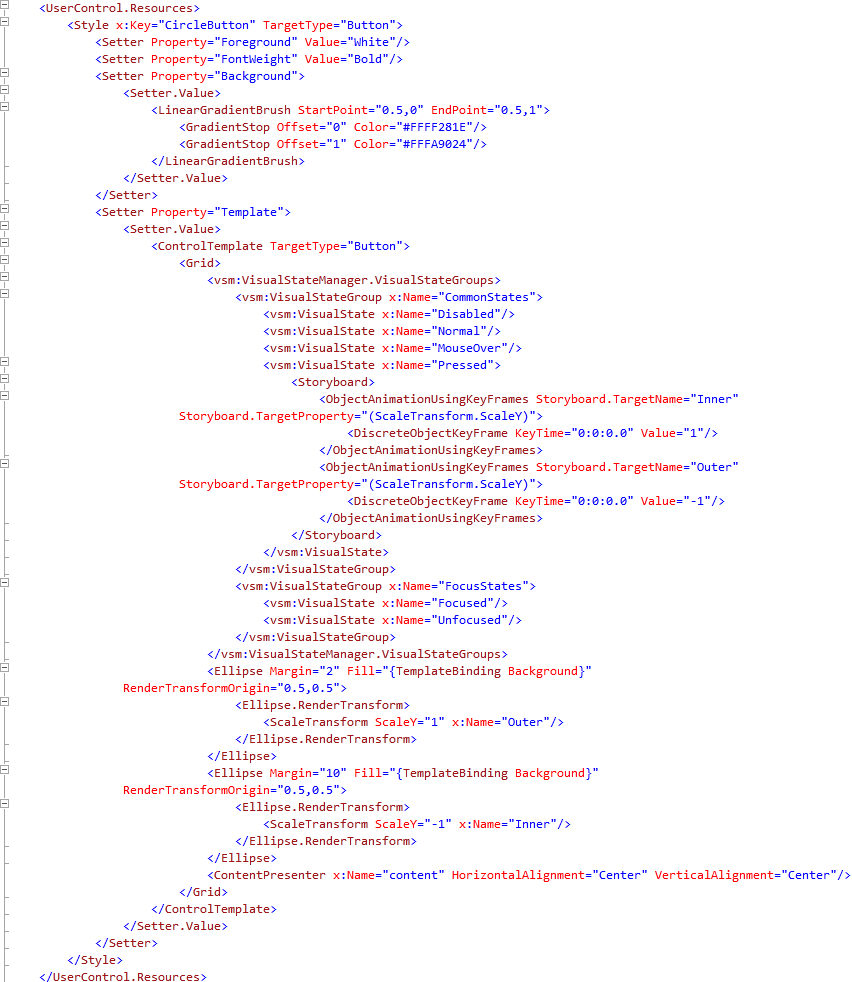 <UserControl.Resources>
<Style x:Key="CircleButton" TargetType="Button">
<Setter Property="Foreground" Value="White"/>
<Setter Property="FontWeight" Value="Bold"/>
<Setter Property="Background">
<Setter.Value>
<LinearGradientBrush StartPoint="0.5,0" EndPoint="0.5,1">
<GradientStop Offset="0" Color="#FFFF281E"/>
<GradientStop Offset="1" Color="#FFFA9024"/>
</LinearGradientBrush>
</Setter.Value>
</Setter>
<Setter Property="Template">
<Setter.Value>
<ControlTemplate TargetType="Button">
<Grid>
<vsm:VisualStateManager.VisualStateGroups>
<vsm:VisualStateGroup x:Name="CommonStates">
<vsm:VisualState x:Name="Disabled"/>
<vsm:VisualState x:Name="Normal"/>
<vsm:VisualState x:Name="MouseOver"/>
<vsm:VisualState x:Name="Pressed">
<Storyboard>
<ObjectAnimationUsingKeyFrames Storyboard.TargetName="Inner"
Storyboard.TargetProperty="(ScaleTransform.ScaleY)">
<DiscreteObjectKeyFrame KeyTime="0:0:0.0" Value="1"/>
</ObjectAnimationUsingKeyFrames>
<ObjectAnimationUsingKeyFrames Storyboard.TargetName="Outer"
Storyboard.TargetProperty="(ScaleTransform.ScaleY)">
<DiscreteObjectKeyFrame KeyTime="0:0:0.0" Value="-1"/>
</ObjectAnimationUsingKeyFrames>
</Storyboard>
</vsm:VisualState>
</vsm:VisualStateGroup>
<vsm:VisualStateGroup x:Name="FocusStates">
<vsm:VisualState x:Name="Focused"/>
<vsm:VisualState x:Name="Unfocused"/>
</vsm:VisualStateGroup>
</vsm:VisualStateManager.VisualStateGroups>
<Ellipse Margin="2" Fill="{TemplateBinding Background}"
RenderTransformOrigin="0.5,0.5">
<Ellipse.RenderTransform>
<ScaleTransform ScaleY="1" x:Name="Outer"/>
</Ellipse.RenderTransform>
</Ellipse>
<Ellipse Margin="10" Fill="{TemplateBinding Background}"
RenderTransformOrigin="0.5,0.5">
<Ellipse.RenderTransform>
<ScaleTransform ScaleY="-1" x:Name="Inner"/>
</Ellipse.RenderTransform>
</Ellipse>
<ContentPresenter x:Name="content" HorizontalAlignment="Center" VerticalAlignment="Center"/>
</Grid>
</ControlTemplate>
</Setter.Value>
</Setter>
</Style>
</UserControl.Resources>